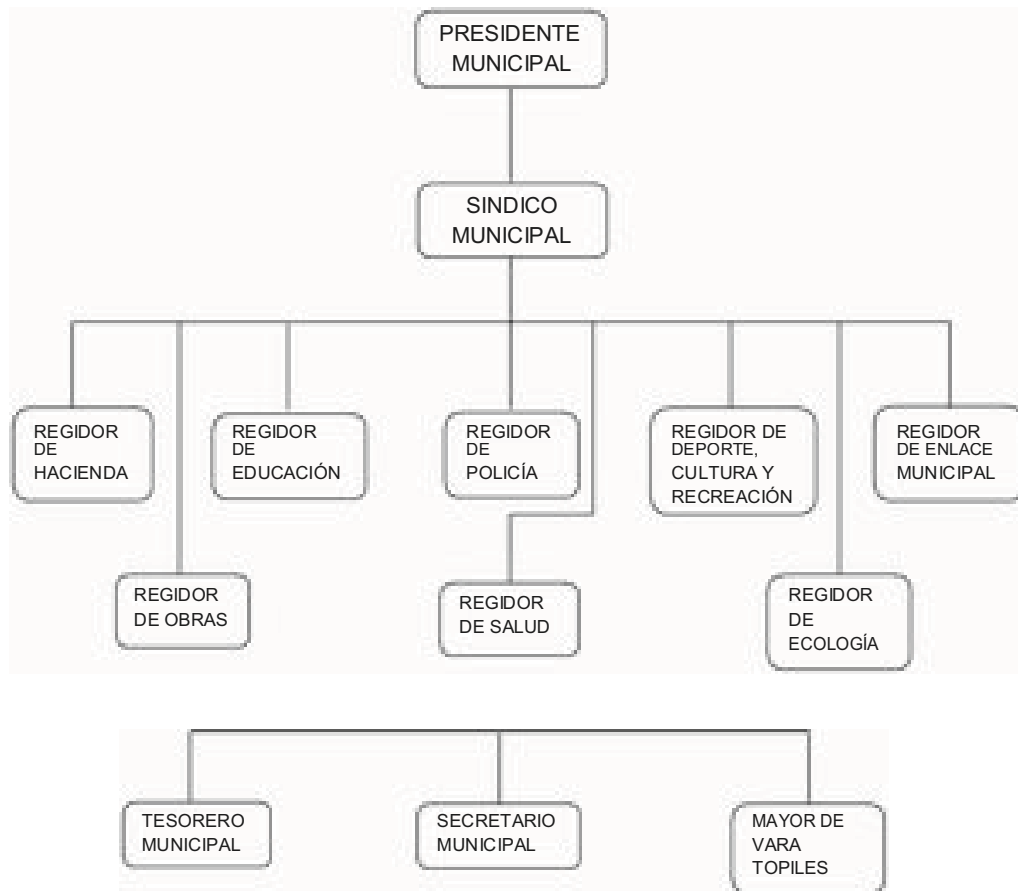 PRESIDENTE
MUNICIPAL
SINDICO
MUNICIPAL
REGIDOR
DE
HACIENDA
REGIDOR
DE
EDUCACIÓN
REGIDOR
DE
POLICÍA
REGIDOR DE
DEPORTE,
CULTURA Y
RECREACIÓN
REGIDOR
DE ENLACE
MUNICIPAL
REGIDOR
DE OBRAS
REGIDOR
DE SALUD
REGIDOR
DE
ECOLOGÍA
TESORERO
MUNICIPAL
SECRETARIO
MUNICIPAL
MAYOR DE
VARA
TOPILES